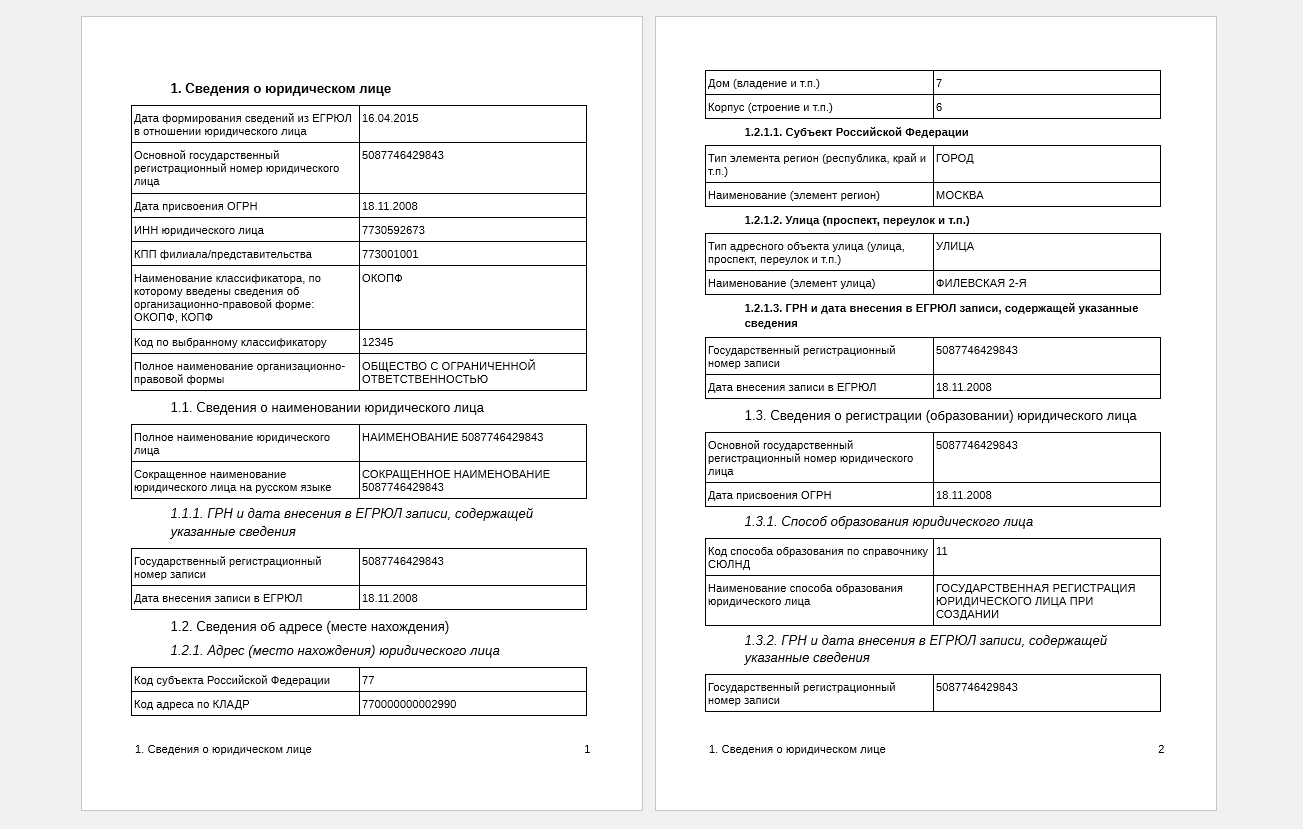 1. Сведения о юридическом лице
Дата формирования сведений из ЕГРЮЛ
в отношении юридического лица
16.04.2015
Основной государственный
регистрационный номер юридического
лица
5087746429843
Дата присвоения ОГРН
18.11.2008
ИНН юридического лица
7730592673
КПП филиала/представительства
773001001
Наименование классификатора, по
которому введены сведения об
организационно-правовой форме:
ОКОПФ, КОПФ
ОКОПФ
Код по выбранному классификатору
12345
Полное наименование организационно-
правовой формы
ОБЩЕСТВО С ОГРАНИЧЕННОЙ
ОТВЕТСТВЕННОСТЬЮ
1.1. Сведения о наименовании юридического лица
Полное наименование юридического
лица
НАИМЕНОВАНИЕ 5087746429843
Сокращенное наименование
юридического лица на русском языке
СОКРАЩЕННОЕ НАИМЕНОВАНИЕ
5087746429843
1.1.1. ГРН и дата внесения в ЕГРЮЛ записи, содержащей
указанные сведения
Государственный регистрационный
номер записи
5087746429843
Дата внесения записи в ЕГРЮЛ
18.11.2008
1.2. Сведения об адресе (месте нахождения)
1.2.1. Адрес (место нахождения) юридического лица
Код субъекта Российской Федерации
77
Код адреса по КЛАДР
770000000002990
1. Сведения о юридическом лице
1
Дом (владение и т.п.)
7
Корпус (строение и т.п.)
6
1.2.1.1. Субъект Российской Федерации
Тип элемента регион (республика, край и
т.п.)
ГОРОД
Наименование (элемент регион)
МОСКВА
1.2.1.2. Улица (проспект, переулок и т.п.)
Тип адресного объекта улица (улица,
проспект, переулок и т.п.)
УЛИЦА
Наименование (элемент улица)
ФИЛЕВСКАЯ 2-Я
1.2.1.3. ГРН и дата внесения в ЕГРЮЛ записи, содержащей указанные
сведения
Государственный регистрационный
номер записи
5087746429843
Дата внесения записи в ЕГРЮЛ
18.11.2008
1.3. Сведения о регистрации (образовании) юридического лица
Основной государственный
регистрационный номер юридического
лица
5087746429843
Дата присвоения ОГРН
18.11.2008
1.3.1. Способ образования юридического лица
Код способа образования по справочнику
СЮЛНД
11
Наименование способа образования
юридического лица
ГОСУДАРСТВЕННАЯ РЕГИСТРАЦИЯ
ЮРИДИЧЕСКОГО ЛИЦА ПРИ
СОЗДАНИИ
1.3.2. ГРН и дата внесения в ЕГРЮЛ записи, содержащей
указанные сведения
Государственный регистрационный
номер записи
5087746429843
1. Сведения о юридическом лице
2